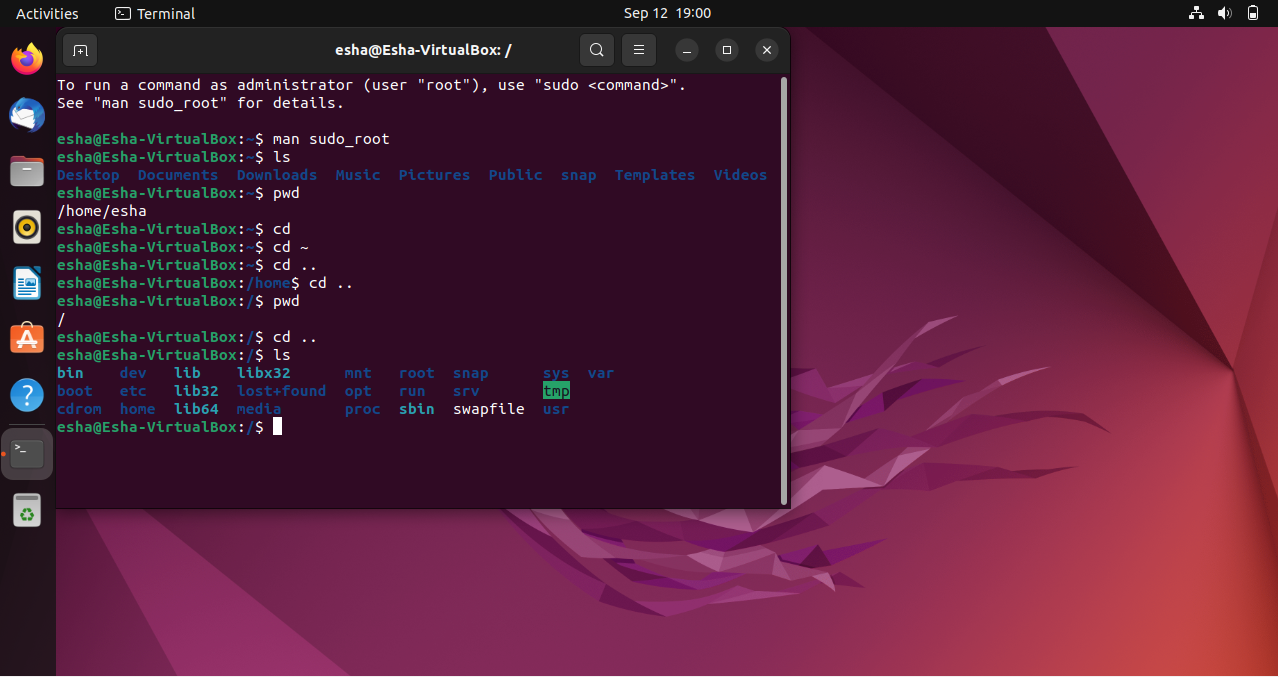 Activities Terminal Sep 12 19:00
esha@Esha-VirtualBox: /
To run a command as administrator (user "root"), use "sudo <command>".
See "man sudo_root" for details.
esha@Esha-VirtualBox:~$ man sudo_root
esha@Esha-VirtualBox:~$ ls
Desktop Documents Downloads Music Pictures Public snap Templates Videos
esha@Esha-VirtualBox:~$ pwd
/home/esha
esha@Esha-VirtualBox:~$ cd
esha@Esha-VirtualBox:~$ cd ~
esha@Esha-VirtualBox:~$ cd ..
esha@Esha-VirtualBox:/home$ cd ..
esha@Esha-VirtualBox:/$ pwd
/
esha@Esha-VirtualBox:/$ cd ..
esha@Esha-VirtualBox:/$ ls
bin dev lib libx32 mnt root snap sys var
boot etc lib32 lost+found opt run srv tmp
cdrom home lib64 media proc sbin swapfile usr
esha@Esha-VirtualBox:/$